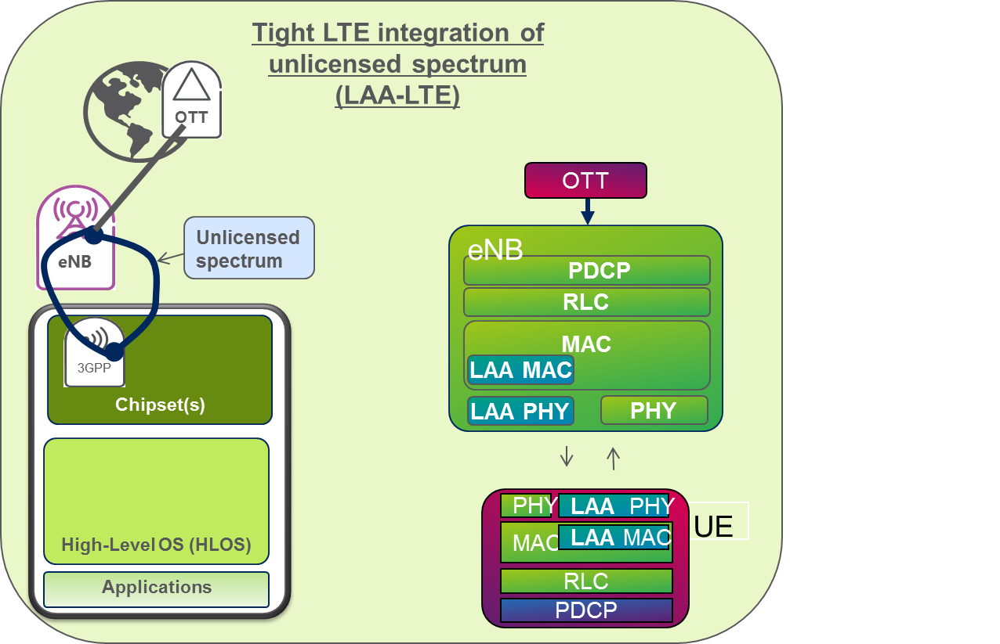 Tight LTE integration of
unlicensed spectrum
(LAA-LTE)
OTT
eNB
Unlicensed
spectrum
3GPP
Chipset(s)
High-Level OS (HLOS)
Applications
OTT
eNB
PDCP
RLC
MAC
LAA MAC
LAA PHY
PHY
PHY
LAA PHY
MAC
LAA MAC
RLC
PDCP
UE